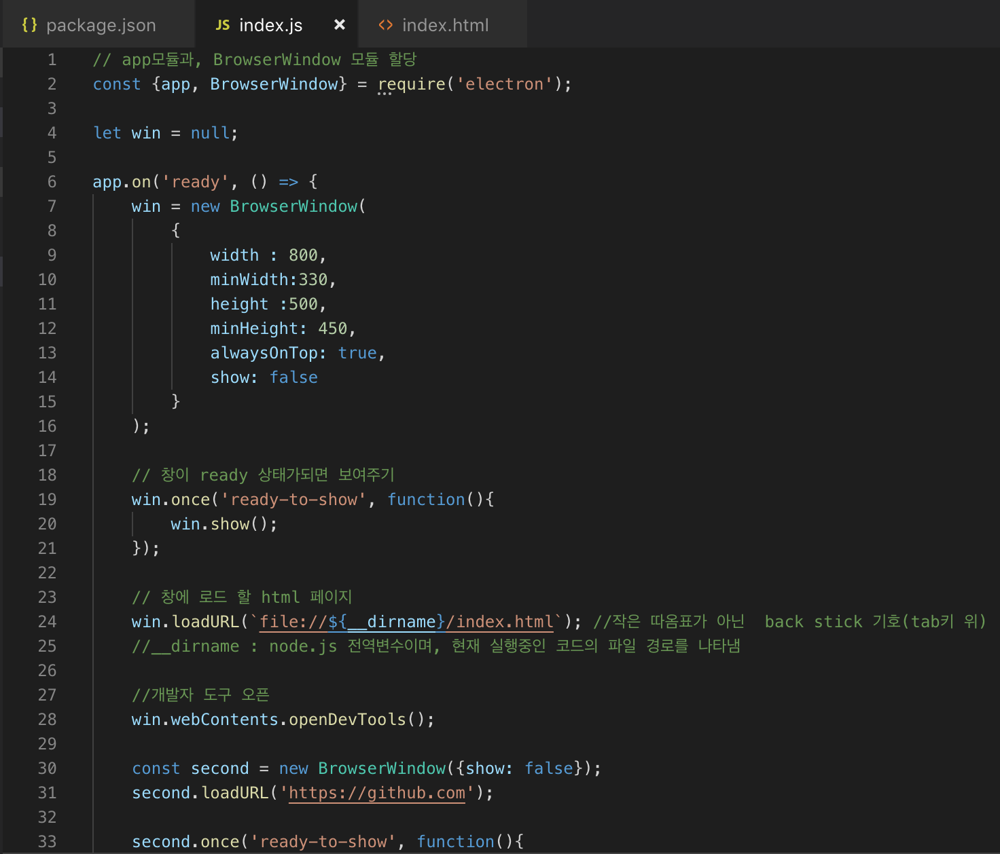 {} package.json JS index.js × <> index.html
1 // app모듈과, BrowserWindow 모듈 할당
2 const {app, BrowserWindow} = require('electron');
3
4 let win = null;
5
6 app.on('ready', () => {
7 win = new BrowserWindow(
8 {
9 width : 800,
10 minWidth:330,
11 height :500,
12 minHeight: 450,
13 alwaysOnTop: true,
14 show: false
15 }
16 );
17
18 // 창이 ready 상태가되면 보여주기
19 win.once('ready-to-show', function(){
20 win.show();
21 });
22
23 // 창에 로드 할 html 페이지
24 win.loadURL(`file://${__dirname}/index.html`); //작은 따옴표가 아닌  back stick 기호(tab키 위)
25 //__dirname : node.js 전역변수이며, 현재 실행중인 코드의 파일 경로를 나타냄
26
27 //개발자 도구 오픈
28 win.webContents.openDevTools();
29
30 const second = new BrowserWindow({show: false});
31 second.loadURL('https://github.com');
32
33 second.once('ready-to-show', function(){